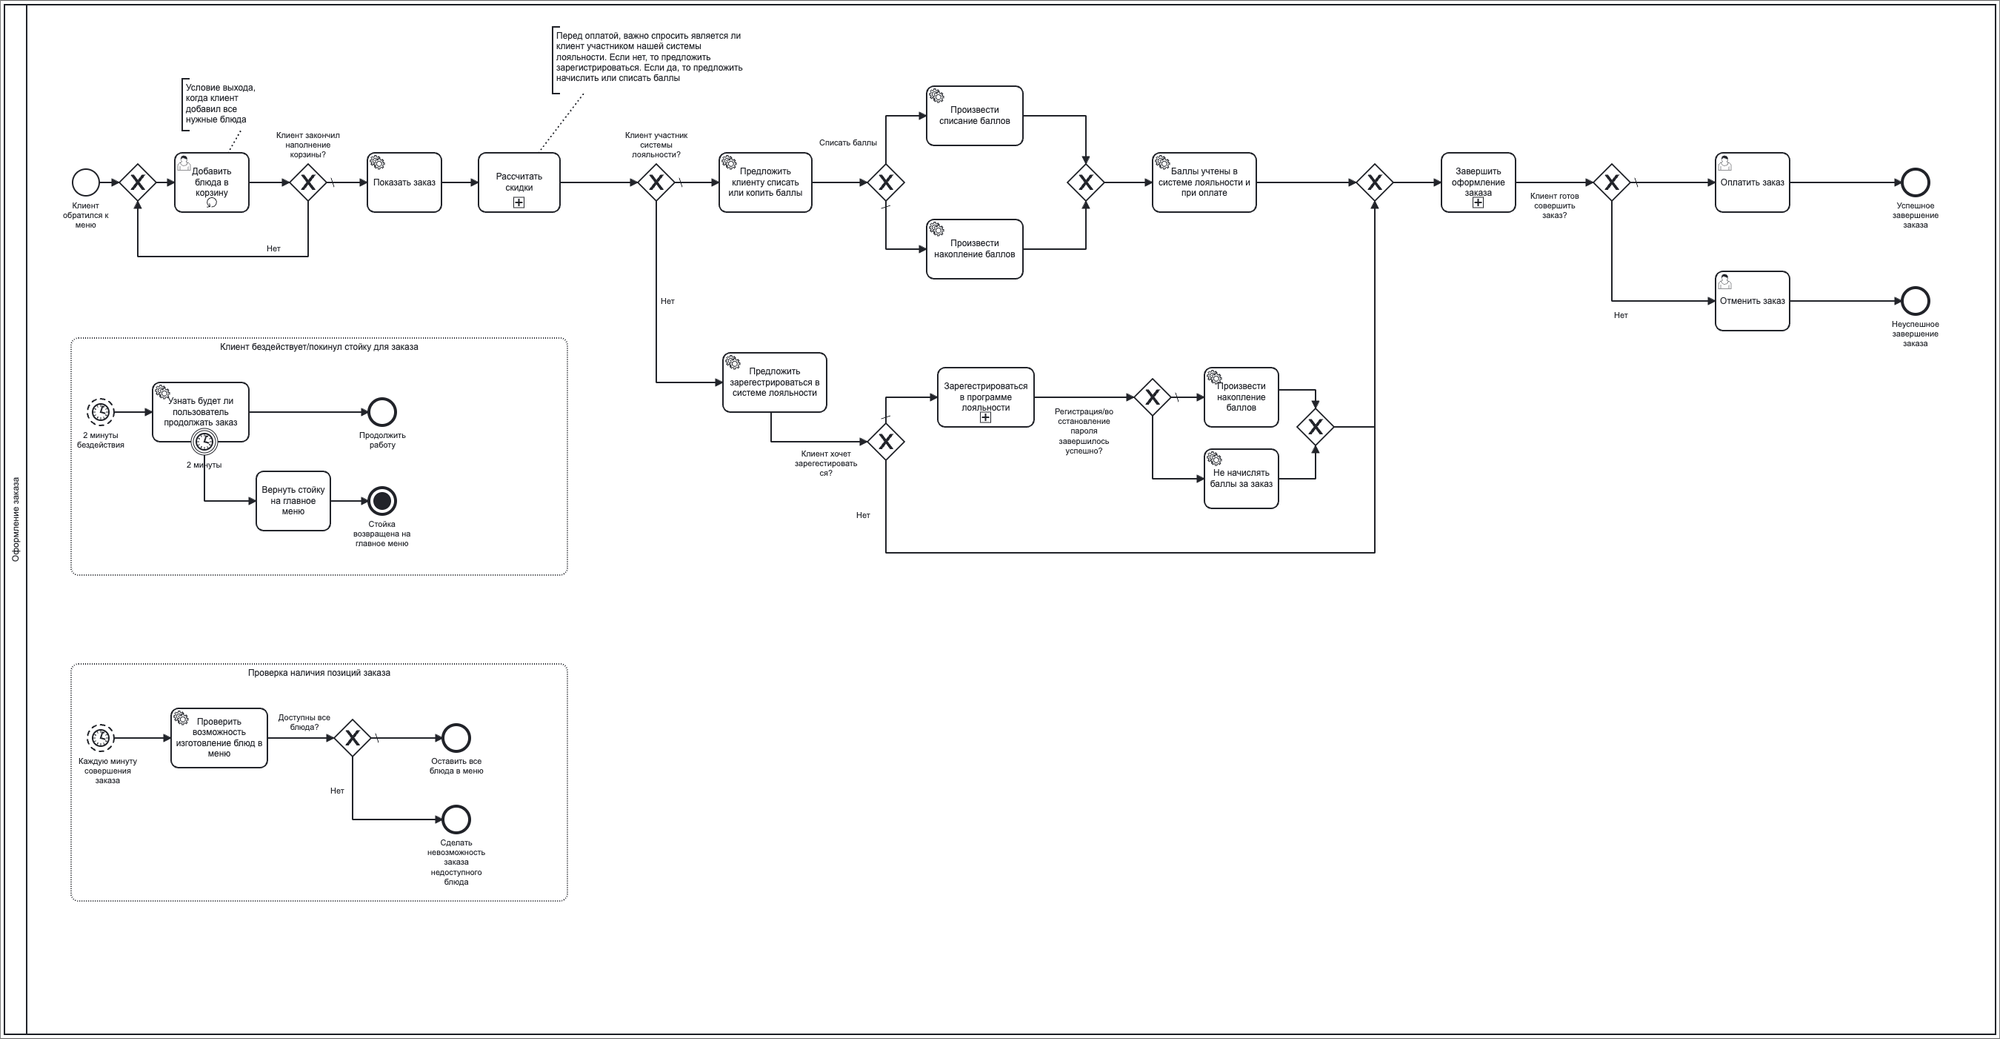 Оформление заказа
Перед оплатой, важно спросить является ли
клиент участником нашей системы
лояльности. Если нет, то предложить
зарегистрироваться. Если да, то предложить
начислить или списать баллы
Условие выхода,
когда клиент
добавил все
нужные блюда
Клиент
обратился к
меню
Добавить
блюда в
корзину
Клиент закончил
наполнение
корзины?
Нет
Показать заказ
Рассчитать
скидки
Клиент участник
системы
лояльности?
Нет
Предложить
клиенту списать
или копить баллы
Списать баллы
Произвести
списание баллов
Произвести
накопление баллов
Баллы учтены в
системе лояльности и
при оплате
Завершить
оформление
заказа
Клиент готов
совершить
заказ?
Нет
Оплатить заказ
Успешное
завершение
заказа
Отменить заказ
Неуспешное
завершение
заказа
Предложить
зарегестрироваться в
системе лояльности
Клиент хочет
зарегестировать
ся?
Нет
Зарегестрироваться
в программе
лояльности
Регистрация/во
сстановление
пароля
завершилось
успешно?
Произвести
накопление
баллов
Не начислять
баллы за заказ
Клиент бездействует/покинул стойку для заказа
2 минуты
бездействия
Узнать будет ли
пользователь
продолжать заказ
2 минуты
Продолжить
работу
Вернуть стойку
на главное
меню
Стойка
возвращена на
главное меню
Проверка наличия позиций заказа
Каждую минуту
совершения
заказа
Проверить
возможность
изготовление блюд в
меню
Доступны все
блюда?
Нет
Оставить все
блюда в меню
Сделать
невозможность
заказа
недоступного
блюда